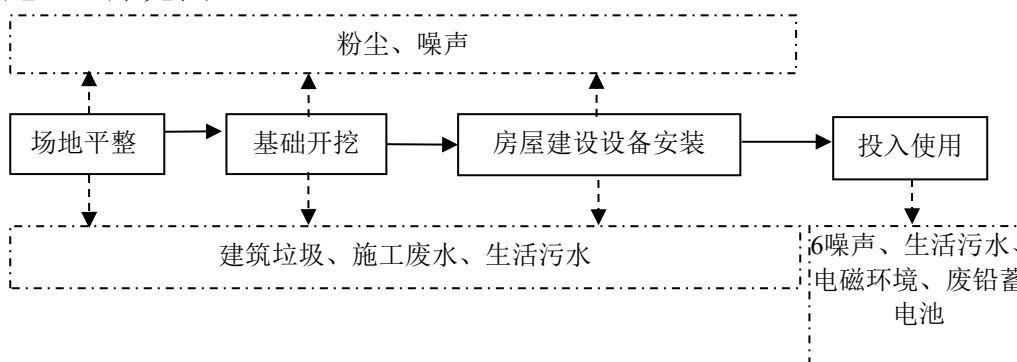 粉尘、噪声
场地平整
基础开挖
房屋建设设备安装
投入使用
建筑垃圾、施工废水、生活污水
6噪声、生活污水、
电磁环境、废铅蓄
电池